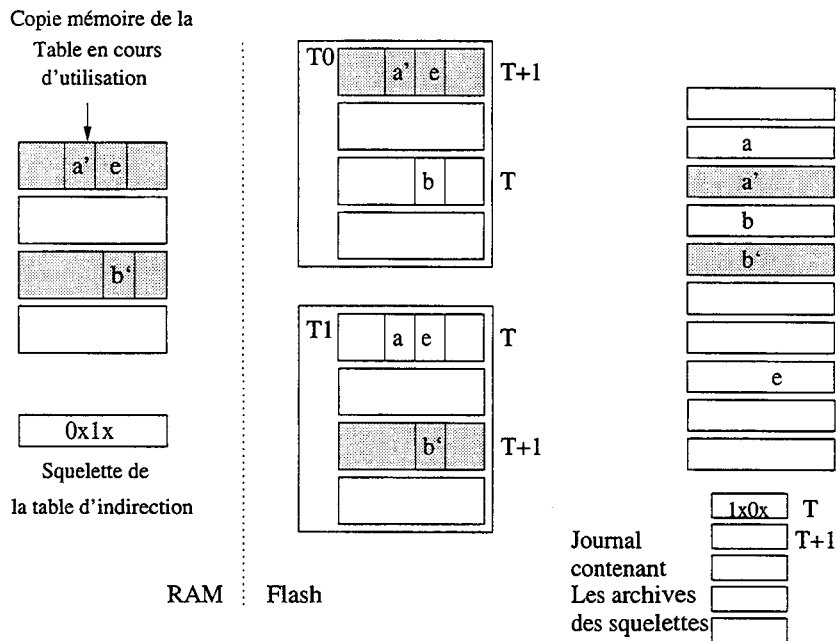 Copie mémoire de la
Table en cours
d'utilisation
a' e
b‘
0x1x
Squelette de
la table d'indirection
RAM
Flash
T0
a' e
T+1
b
T
T1
a e
T
b‘
T+1
a
a'
b
b‘
e
1x0x T
T+1
Journal
contenant
Les archives
des squelettes